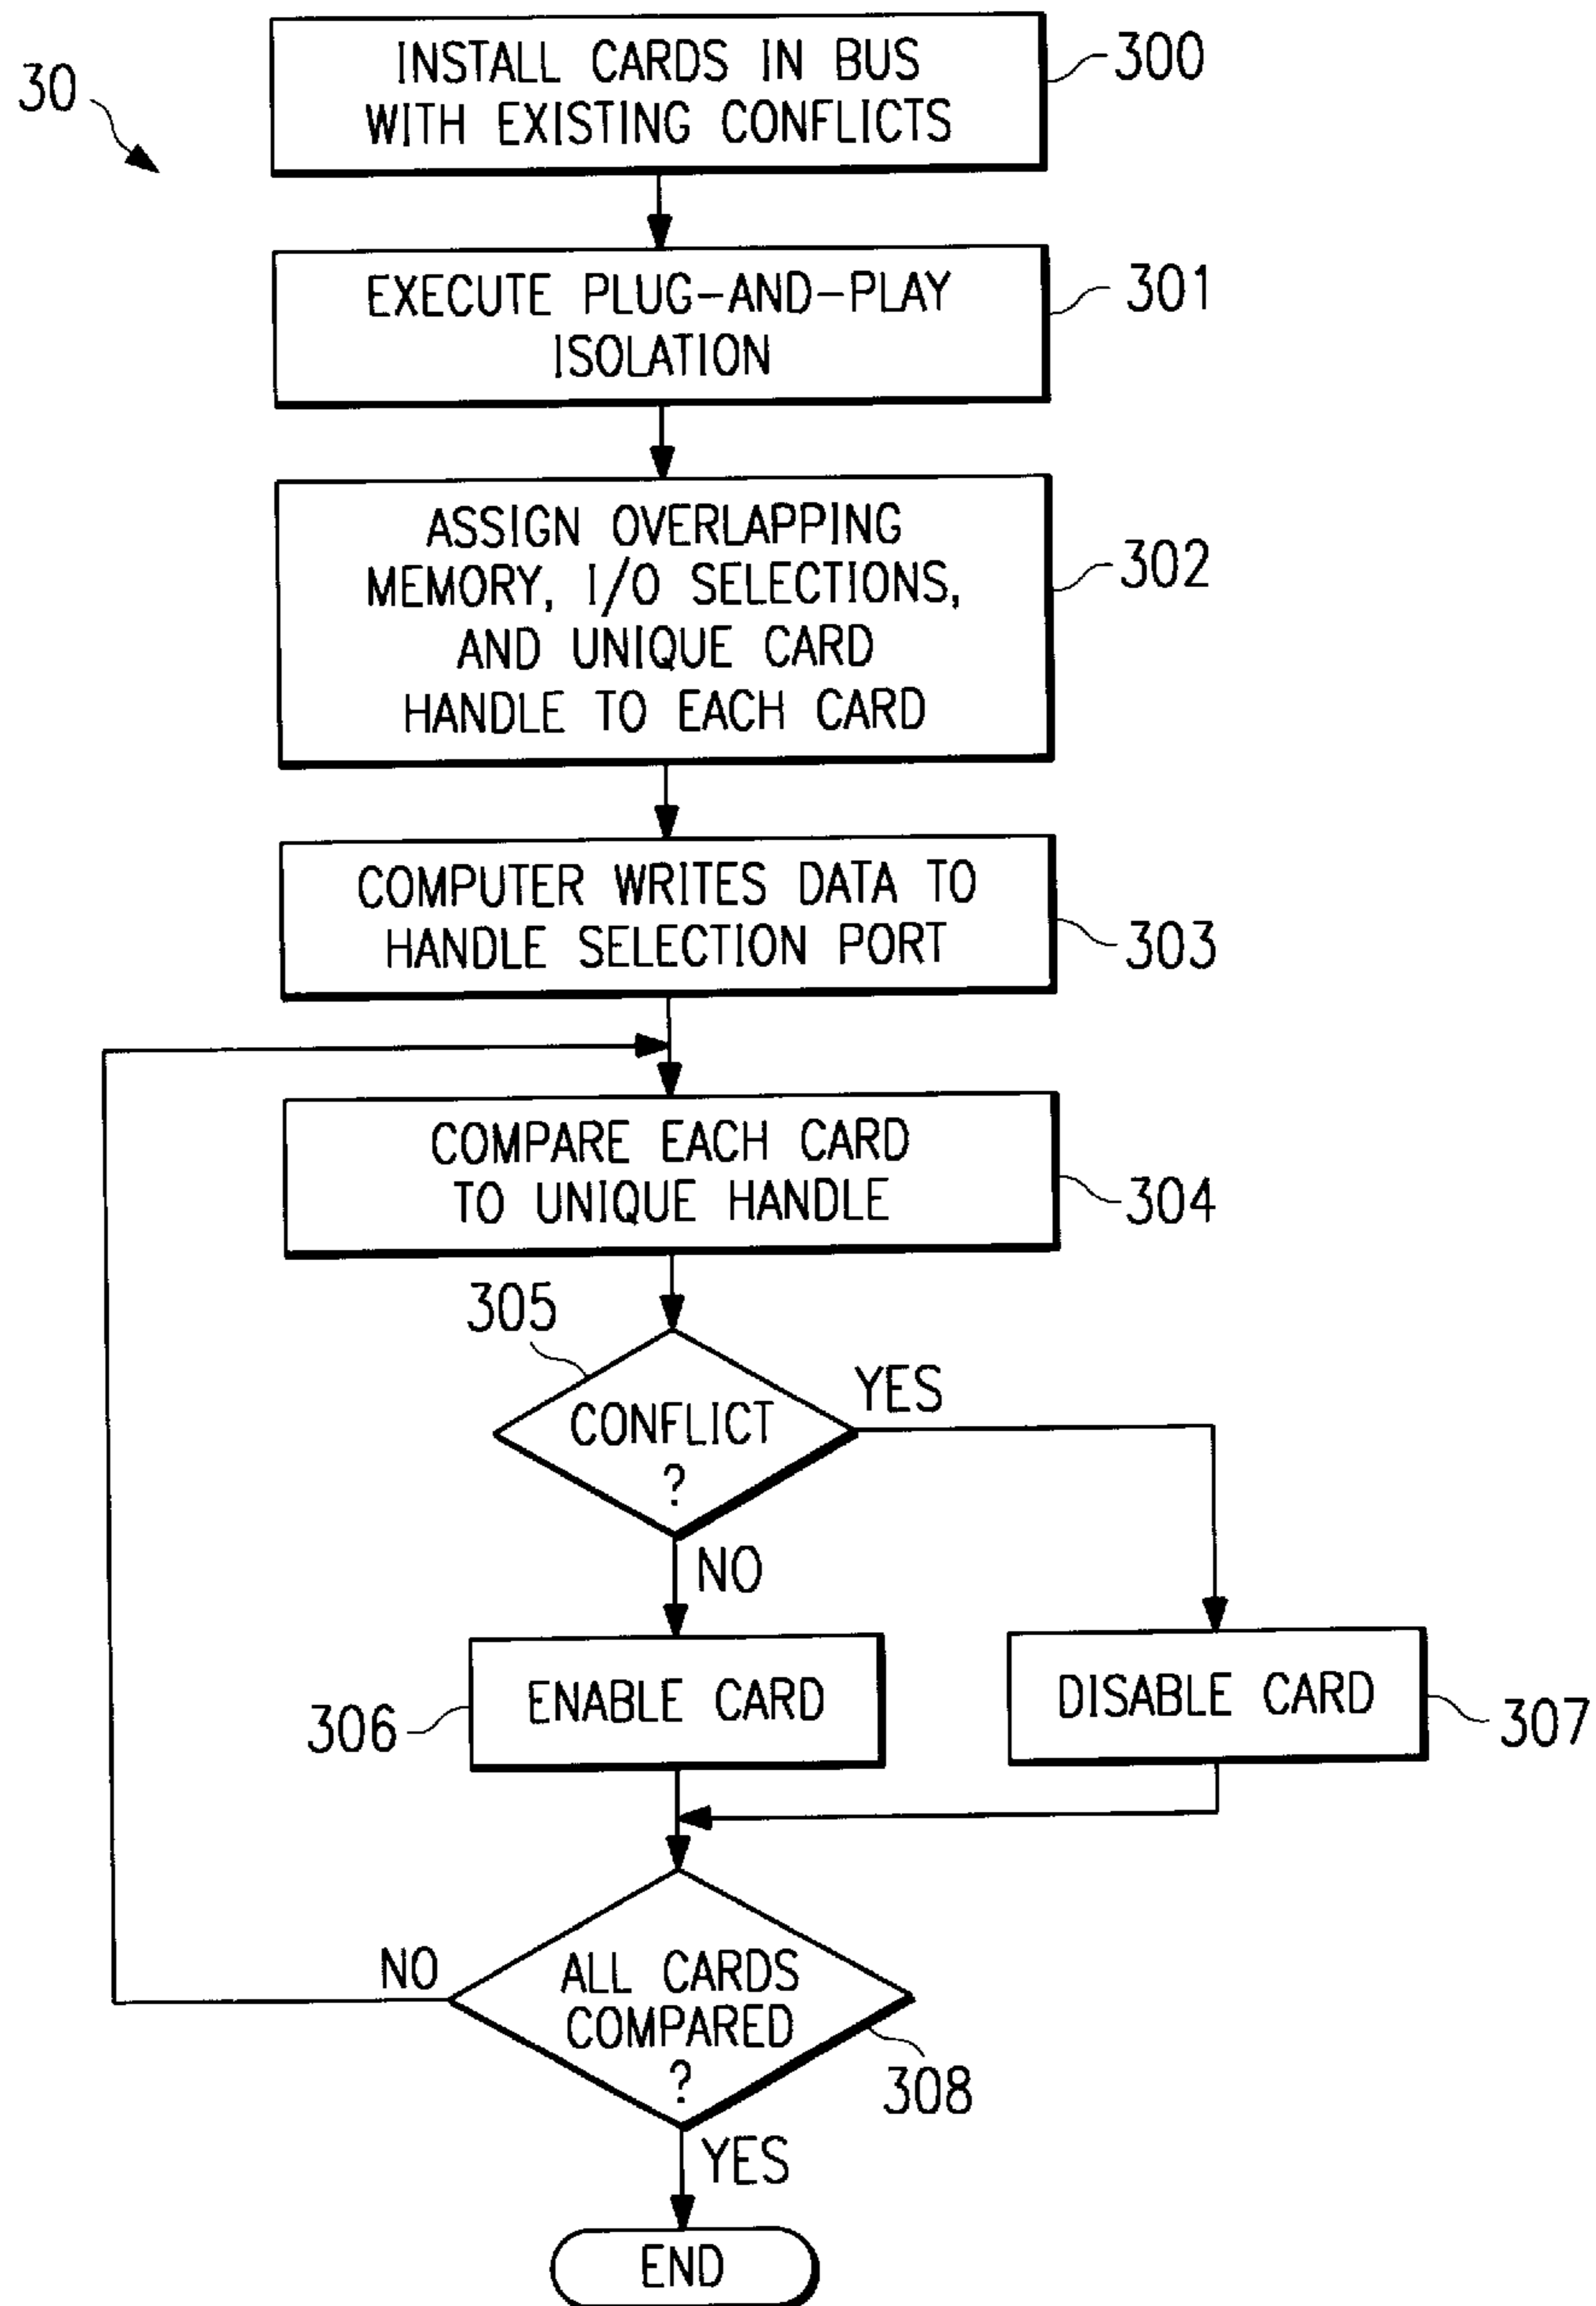 30
INSTALL CARDS IN BUS
WITH EXISTING CONFLICTS
300
EXECUTE PLUG-AND-PLAY
ISOLATION
301
ASSIGN OVERLAPPING
MEMORY, I/O SELECTIONS,
AND UNIQUE CARD
HANDLE TO EACH CARD
302
COMPUTER WRITES DATA TO
HANDLE SELECTION PORT
303
COMPARE EACH CARD
TO UNIQUE HANDLE
304
305
CONFLICT
?
YES
NO
ENABLE CARD
306
DISABLE CARD
307
NO
ALL CARDS
COMPARED
?
308
YES
END